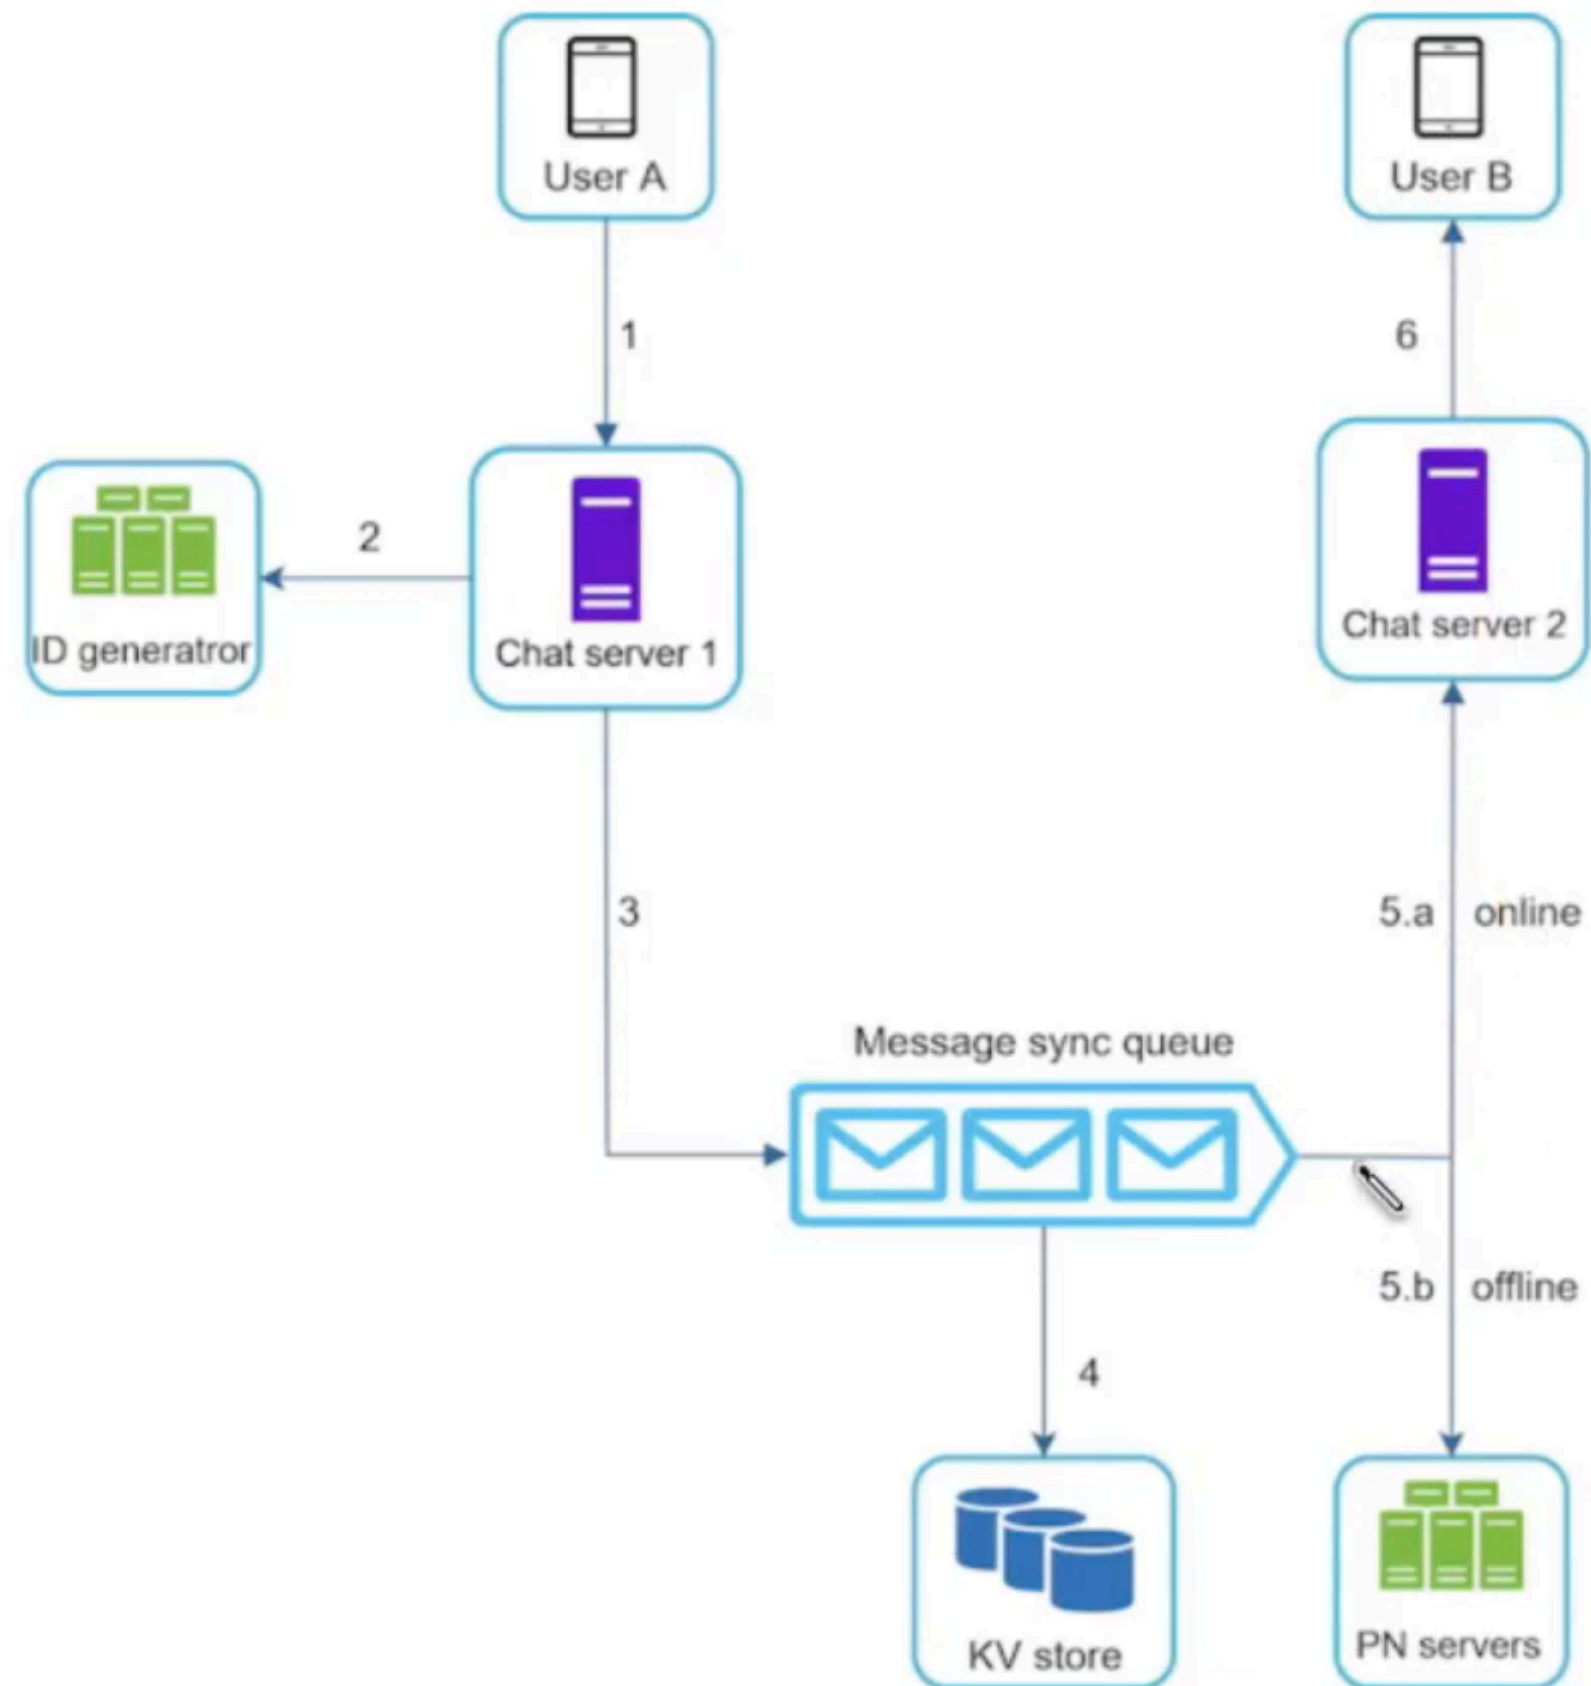 User A
User B
1
6
2
ID generatror
Chat server 1
Chat server 2
3
5.a online
Message sync queue
5.b offline
4
KV store
PN servers